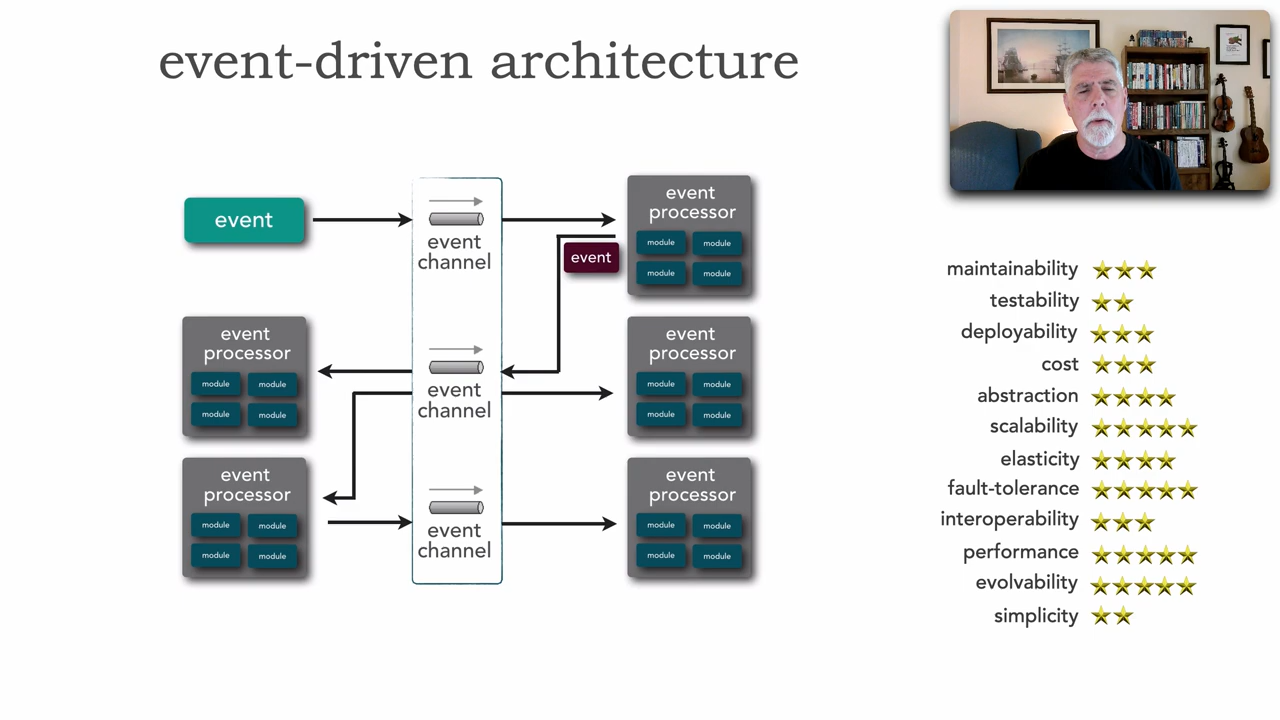 event-driven architecture
event
event
channel
event
processor
module module
module module
event
event
processor
module module
module module
event
channel
event
processor
module module
module module
event
processor
module module
module module
event
channel
event
processor
module module
module module
maintainability
testability
deployability
cost
abstraction
scalability
elasticity
fault-tolerance
interoperability
performance
evolvability
simplicity